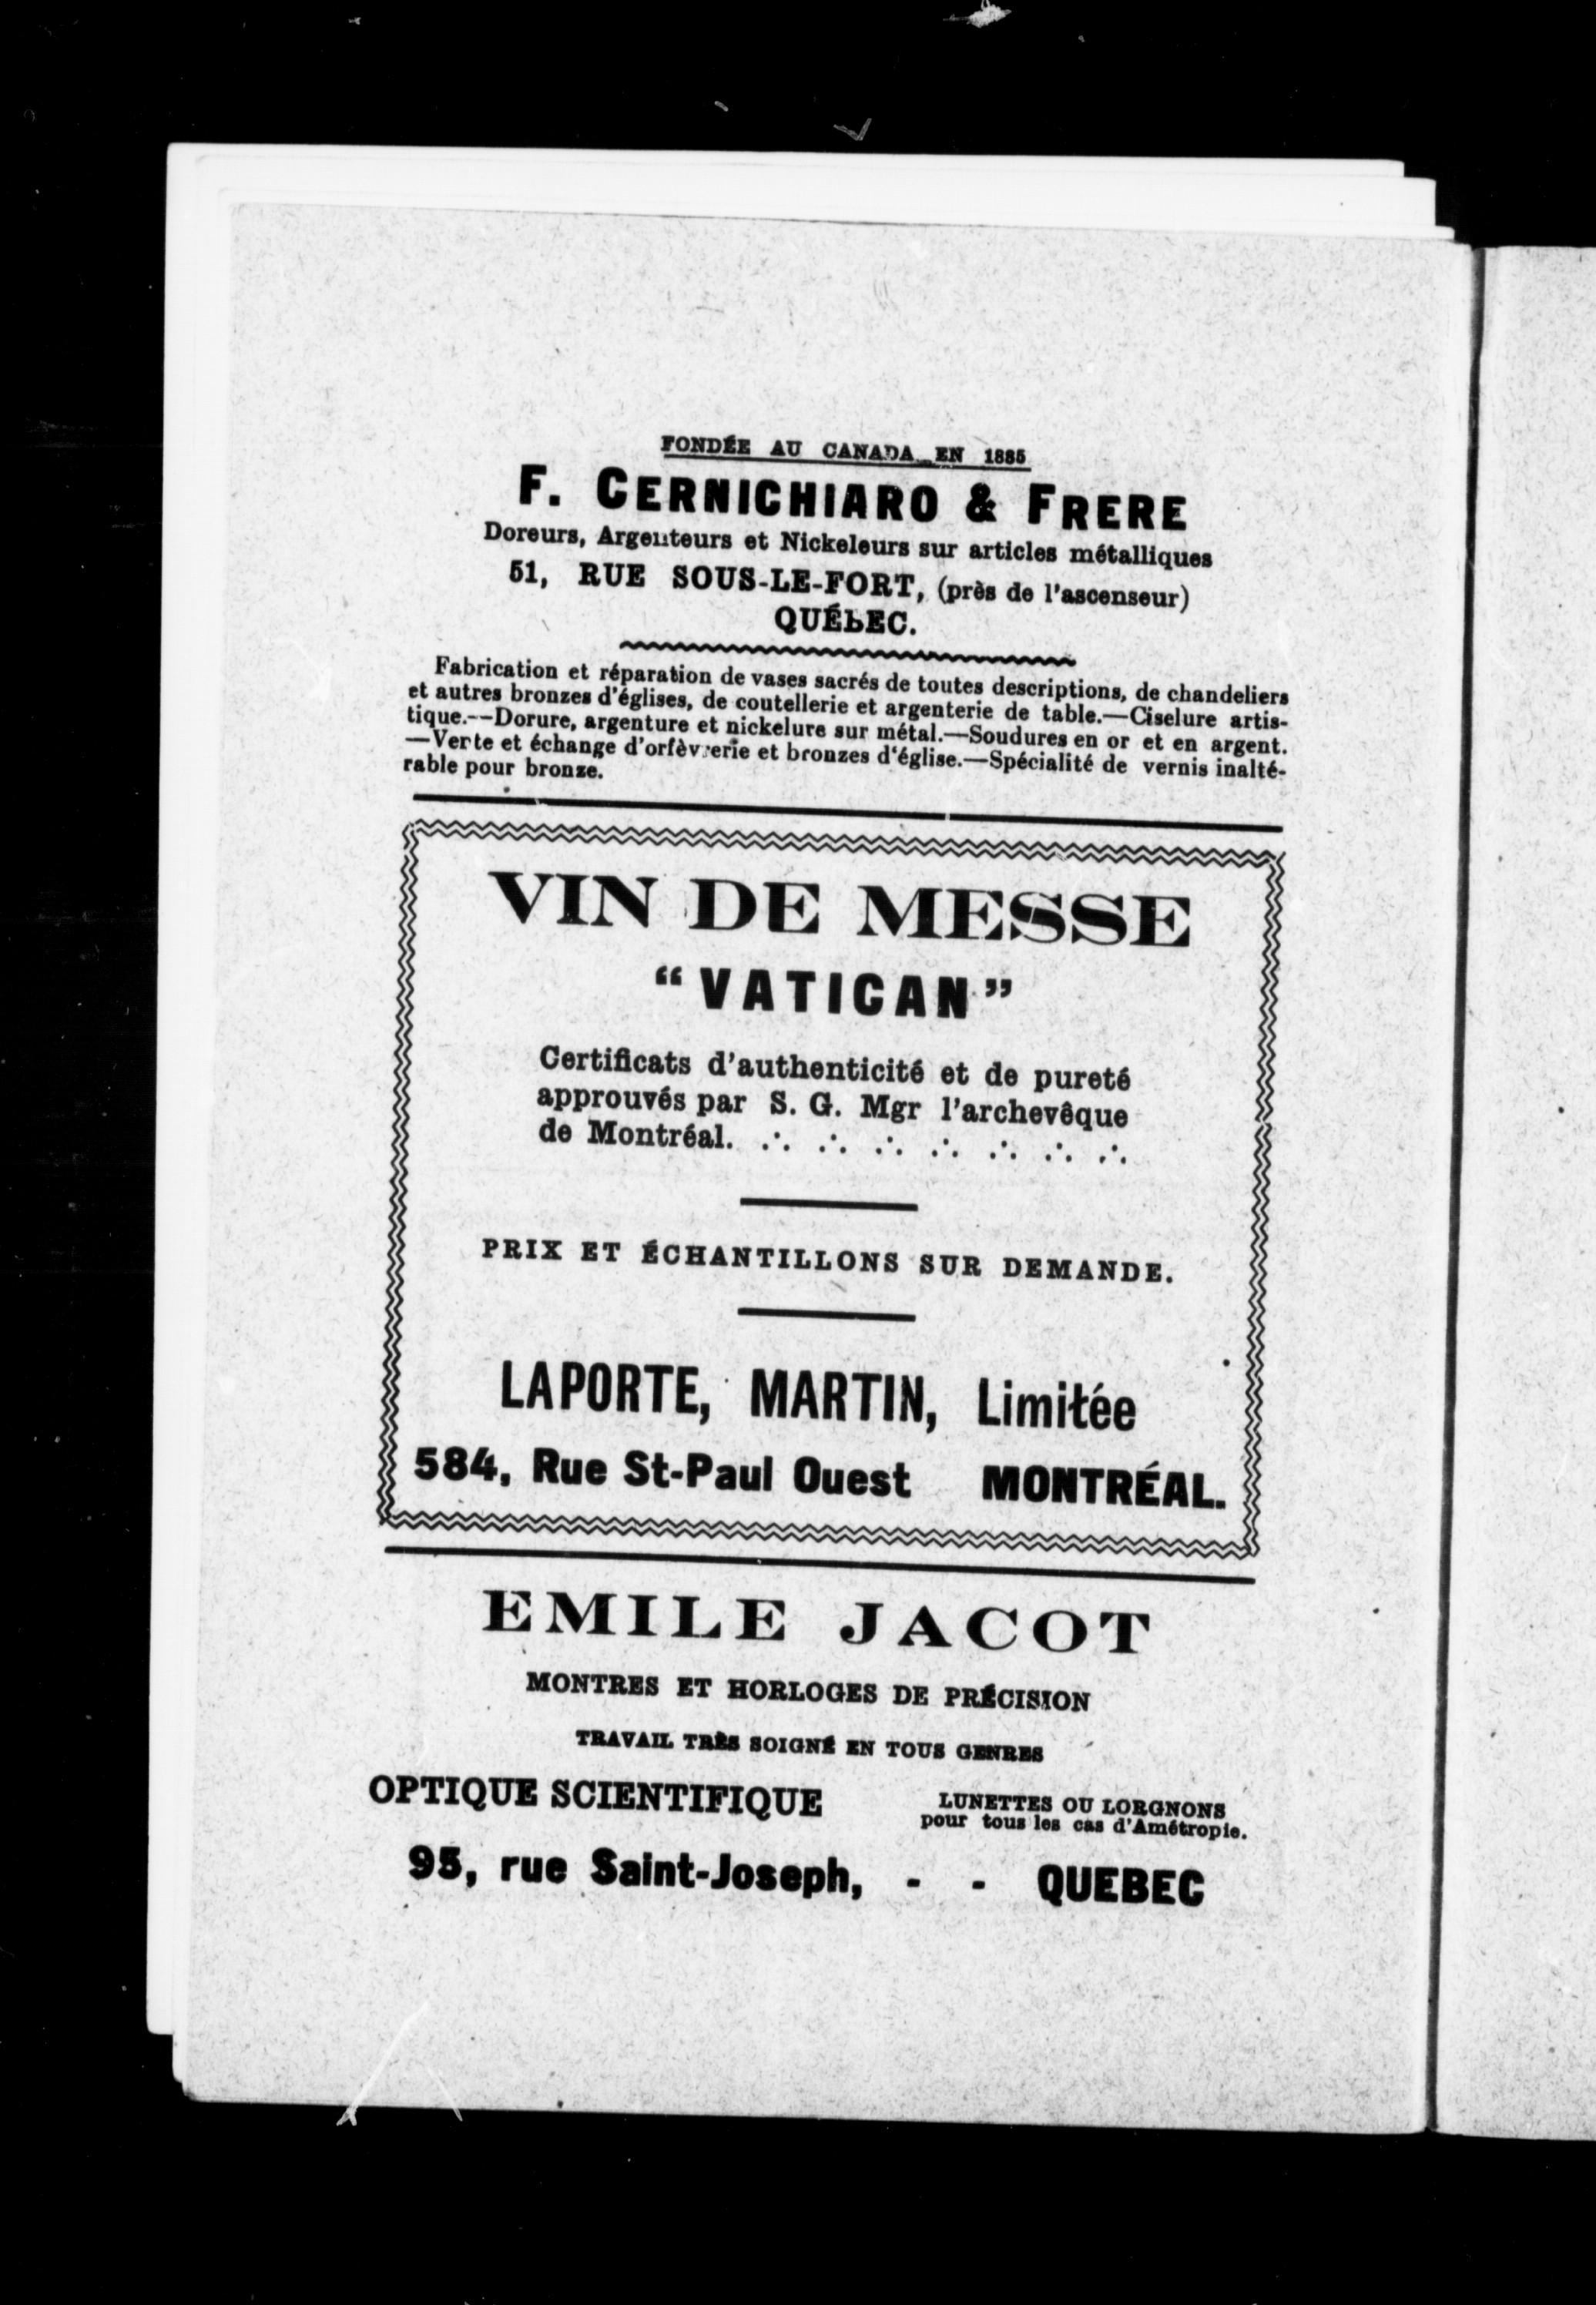 FONDÉE AU CANADA EN 1885
F. CERNICHIARO & FRERE
Doreurs, Argenteurs et Nickeleurs sur articles métalliques
51, RUE SOUS-LE-FORT, (près de l'ascenseur)
QUÉBEC.
Fabrication et réparation de vases sacrés de toutes descriptions, de chandeliers
et autres bronzes d'églises, de coutellerie et argenterie de table.—Ciselure artis-
tique.--Dorure, argenture et nickelure sur métal.—Soudures en or et en argent.
—Verte et échange d'orfèvrerie et bronzes d'église.—Spécialité de vernis inalté-
rable pour bronze.
VIN DE MESSE
“VATICAN”
Certificats d'authenticité et de pureté
approuvés par S. G. Mgr l'archevêque
de Montréal. ∴ ∴ ∴ ∴ ∴ ∴ ∴
PRIX ET ÉCHANTILLONS SUR DEMANDE.
LAPORTE, MARTIN, Limitée
584, Rue St-Paul Ouest MONTRÉAL.
EMILE JACOT
MONTRES ET HORLOGES DE PRÉCISION
TRAVAIL TRÈS SOIGNÉ EN TOUS GENRES
OPTIQUE SCIENTIFIQUE
LUNETTES OU LORGNONS
pour tous les cas d'Amétropie.
95, rue Saint-Joseph, - - QUEBEC